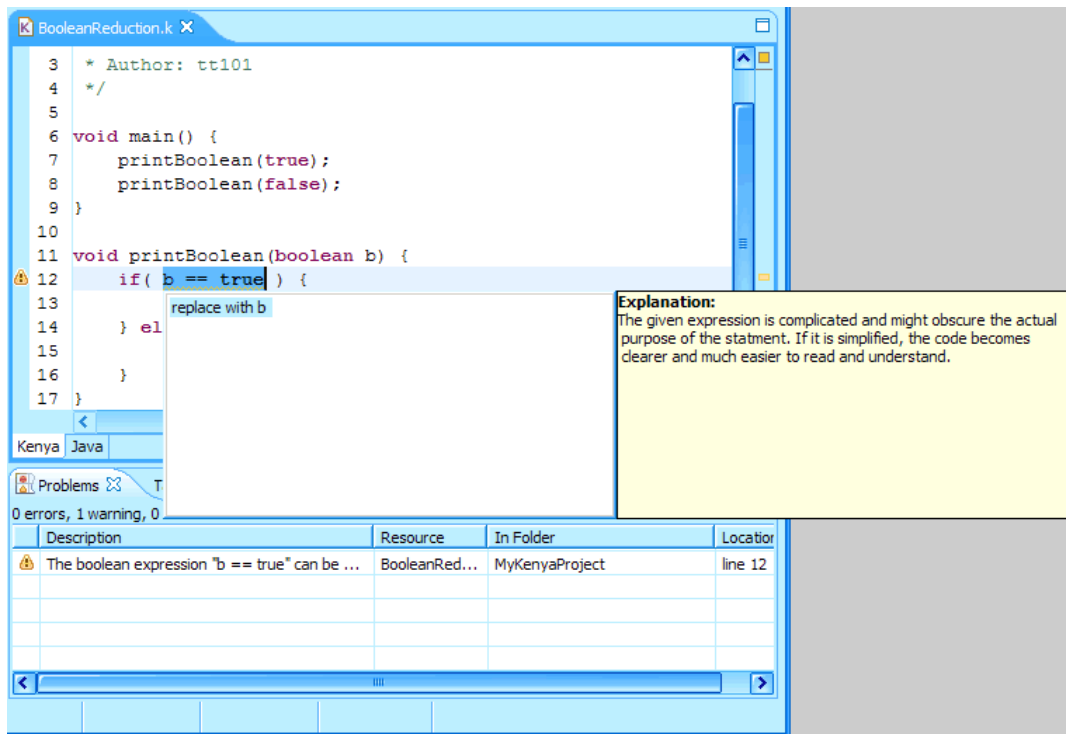 BooleanReduction.k
3 * Author: tt101
4 */
5
6 void main() {
7 printBoolean(true);
8 printBoolean(false);
9 }
10
11 void printBoolean(boolean b) {
12 if( b == true ) {
13
replace with b
14 } el
15
16 }
17 }
Explanation:
The given expression is complicated and might obscure the actual
purpose of the statment. If it is simplified, the code becomes
clearer and much easier to read and understand.
Kenya Java
Problems T
0 errors, 1 warning, 0
Description Resource In Folder Location
The boolean expression "b == true" can be ... BooleanRed... MyKenyaProject line 12